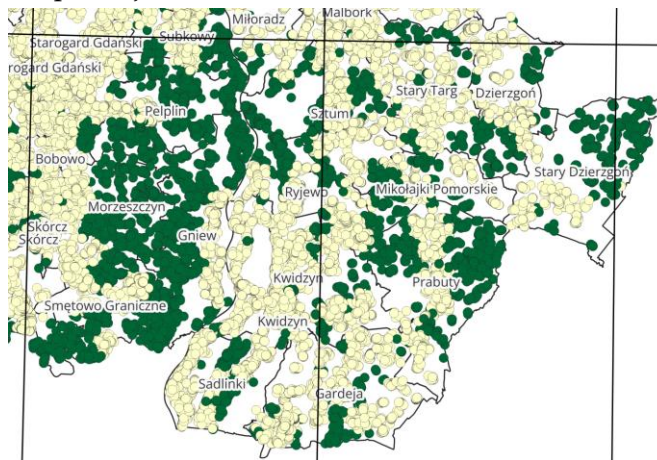 Malbork
Miłoradz
Subkowy
Starogard Gdański
rogard Gdański
Stary Targ
Dzierzgoń
Pelplin
Sztum
Bobowo
Stary Dzierzgoń
Ryjewo
Mikołajki Pomorskie
Morzeszczyn
Skórcz
Skórcz
Gniew
Kwidzyn
Prabuty
Smętowo Graniczne
Kwidzyn
Sadlinki
Gardeja